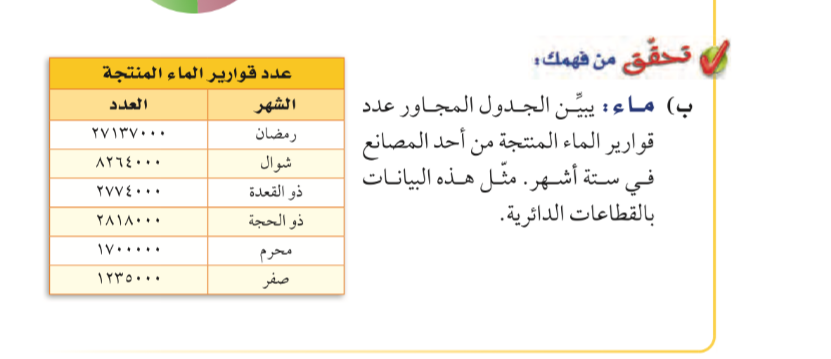 تحقّق من فهمك:
ب) ماء: يبيِّن الجدول المجاور عدد
قوارير الماء المنتجة من أحد المصانع
في ستة أشهر. مثّل هذه البيانات
بالقطاعات الدائرية.
عدد قوارير الماء المنتجة
الشهر العدد
رمضان ٢٧١٣٧٠٠٠
شوال ٨٢٦٤٠٠٠
ذو القعدة ٢٧٧٤٠٠٠
ذو الحجة ٢٨١٨٠٠٠
محرم ١٧٠٠٠٠٠
صفر ١٢٣٥٠٠٠